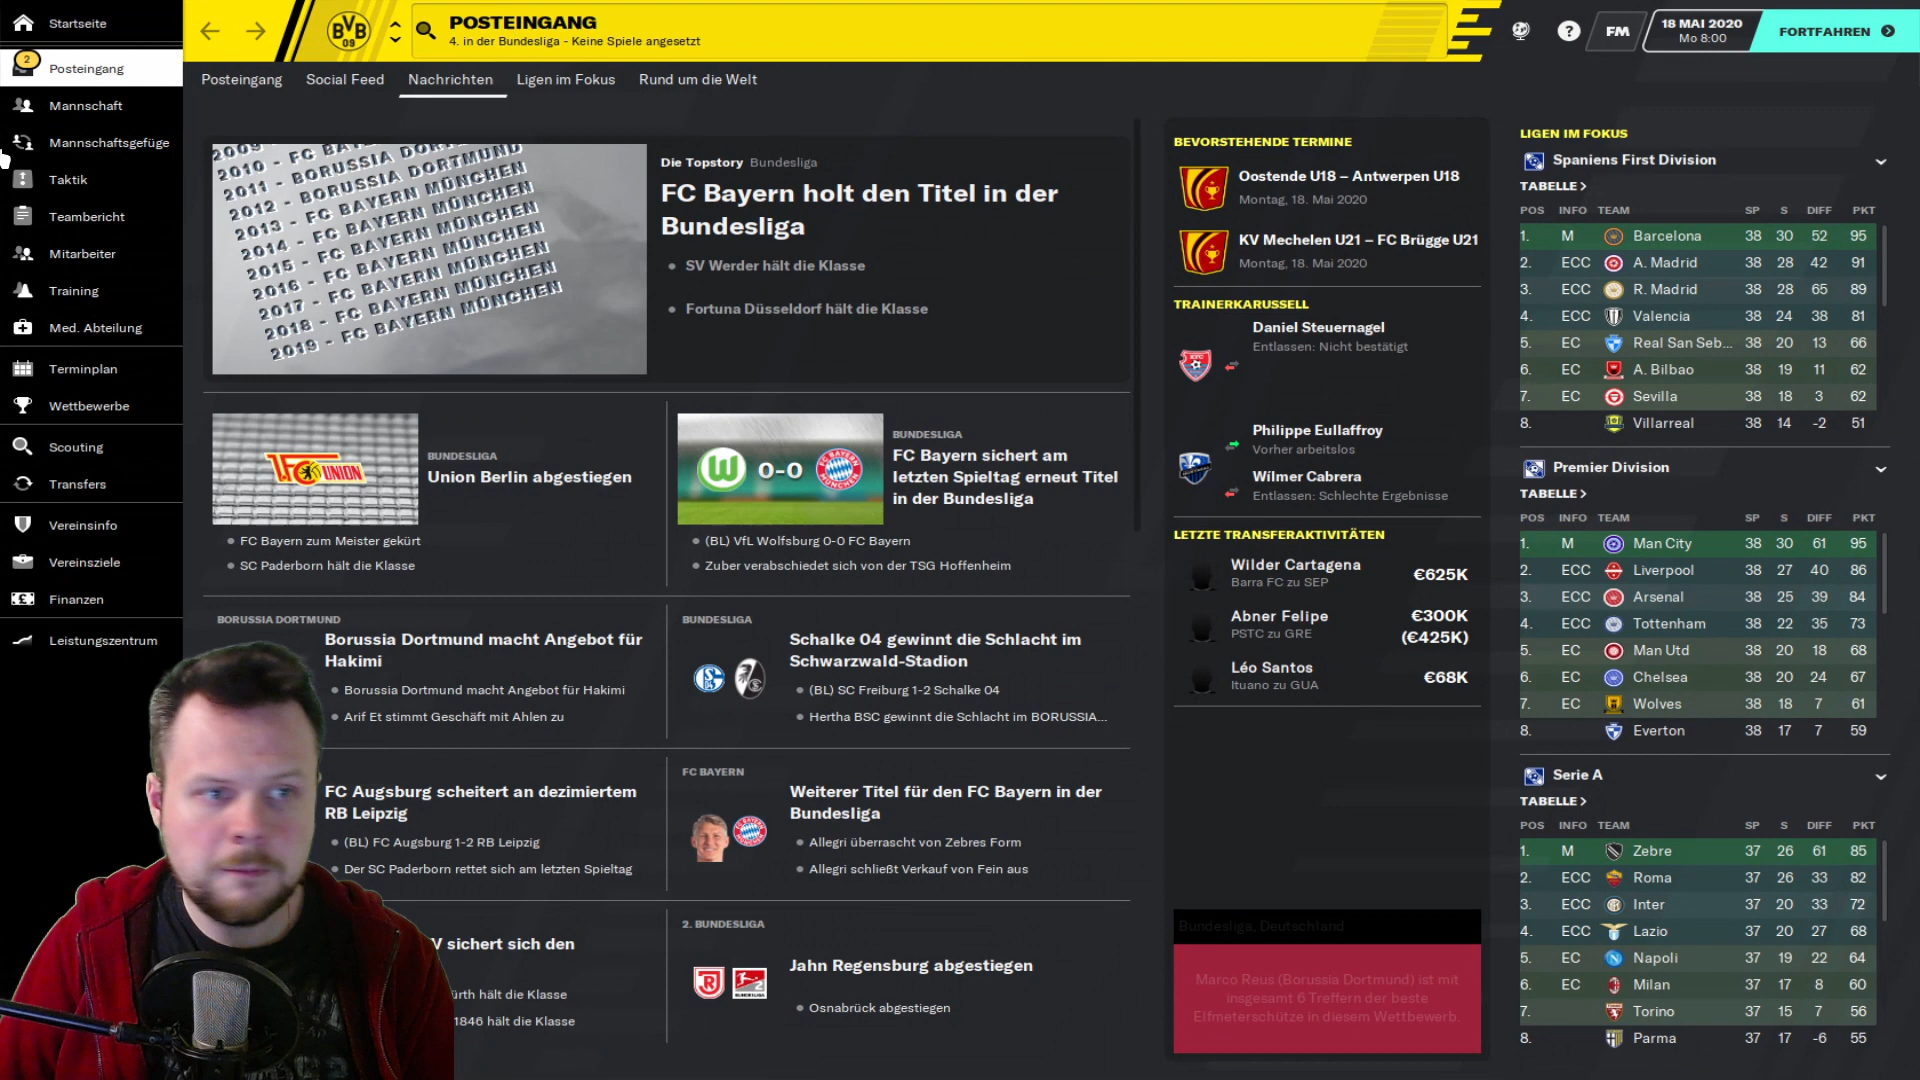 Startseite
2
Posteingang
Mannschaft
Mannschaftsgefüge
Taktik
Teambericht
Mitarbeiter
Training
Med. Abteilung
Terminplan
Wettbewerbe
Scouting
Transfers
Vereinsinfo
Vereinsziele
Finanzen
Leistungszentrum
BVB
09
POSTEINGANG
4. in der Bundesliga - Keine Spiele angesetzt
?
FM
18 MAI 2020
Mo 8:00
FORTFAHREN
Posteingang
Social Feed
Nachrichten
Ligen im Fokus
Rund um die Welt
2010 - FC BAY
2011 - BORUSSIA DORTMUND
2012 - BORUSSIA DORTMUND
2013 - FC BAYERN MÜNCHEN
2014 - FC BAYERN MÜNCHEN
2015 - FC BAYERN MÜNCHEN
2016 - FC BAYERN MÜNCHEN
2017 - FC BAYERN MÜNCHEN
2018 - FC BAYERN MÜNCHEN
2019 - FC BAYERN MÜNCHEN
Die Topstory Bundesliga
FC Bayern holt den Titel in der
Bundesliga
SV Werder hält die Klasse
Fortuna Düsseldorf hält die Klasse
1.FC UNION
BUNDESLIGA
Union Berlin abgestiegen
FC Bayern zum Meister gekürt
SC Paderborn hält die Klasse
0-0
BUNDESLIGA
FC Bayern sichert am
letzten Spieltag erneut Titel
in der Bundesliga
(BL) VfL Wolfsburg 0-0 FC Bayern
Zuber verabschiedet sich von der TSG Hoffenheim
BORUSSIA DORTMUND
Borussia Dortmund macht Angebot für
Hakimi
Borussia Dortmund macht Angebot für Hakimi
Arif Et stimmt Geschäft mit Ahlen zu
BUNDESLIGA
Schalke 04 gewinnt die Schlacht im
Schwarzwald-Stadion
(BL) SC Freiburg 1-2 Schalke 04
Hertha BSC gewinnt die Schlacht im BORUSSIA...
FC Augsburg scheitert an dezimiertem
RB Leipzig
(BL) FC Augsburg 1-2 RB Leipzig
Der SC Paderborn rettet sich am letzten Spieltag
FC BAYERN
Weiterer Titel für den FC Bayern in der
Bundesliga
Allegri überrascht von Zebres Form
Allegri schließt Verkauf von Fein aus
V sichert sich den
ürth hält die Klasse
1846 hält die Klasse
2. BUNDESLIGA
Jahn Regensburg abgestiegen
Osnabrück abgestiegen
BEVORSTEHENDE TERMINE
Oostende U18 – Antwerpen U18
Montag, 18. Mai 2020
KV Mechelen U21 – FC Brügge U21
Montag, 18. Mai 2020
TRAINERKARUSSELL
Daniel Steuernagel
Entlassen: Nicht bestätigt
Philippe Eullaffroy
Vorher arbeitslos
Wilmer Cabrera
Entlassen: Schlechte Ergebnisse
LETZTE TRANSFERAKTIVITÄTEN
Wilder Cartagena €625K
Barra FC zu SEP
Abner Felipe €300K
PSTC zu GRE (€425K)
Léo Santos €68K
Ituano zu GUA
Bundesliga, Deutschland
Marco Reus (Borussia Dortmund) ist mit
insgesamt 6 Treffern der beste
Elfmeterschütze in diesem Wettbewerb.
LIGEN IM FOKUS
Spaniens First Division
TABELLE >
POS INFO TEAM SP S DIFF PKT
1. M Barcelona 38 30 52 95
2. ECC A. Madrid 38 28 42 91
3. ECC R. Madrid 38 28 65 89
4. ECC Valencia 38 24 38 81
5. EC Real San Seb... 38 20 13 66
6. EC A. Bilbao 38 19 11 62
7. EC Sevilla 38 18 3 62
8. Villarreal 38 14 -2 51
Premier Division
TABELLE >
POS INFO TEAM SP S DIFF PKT
1. M Man City 38 30 61 95
2. ECC Liverpool 38 27 40 86
3. ECC Arsenal 38 25 39 84
4. ECC Tottenham 38 22 35 73
5. EC Man Utd 38 20 18 68
6. EC Chelsea 38 20 24 67
7. EC Wolves 38 18 7 61
8. Everton 38 17 7 59
Serie A
TABELLE >
POS INFO TEAM SP S DIFF PKT
1. M Zebre 37 26 61 85
2. ECC Roma 37 26 33 82
3. ECC Inter 37 20 33 72
4. ECC Lazio 37 20 27 68
5. EC Napoli 37 19 22 64
6. EC Milan 37 17 8 60
7. Torino 37 15 7 56
8. Parma 37 17 -6 55